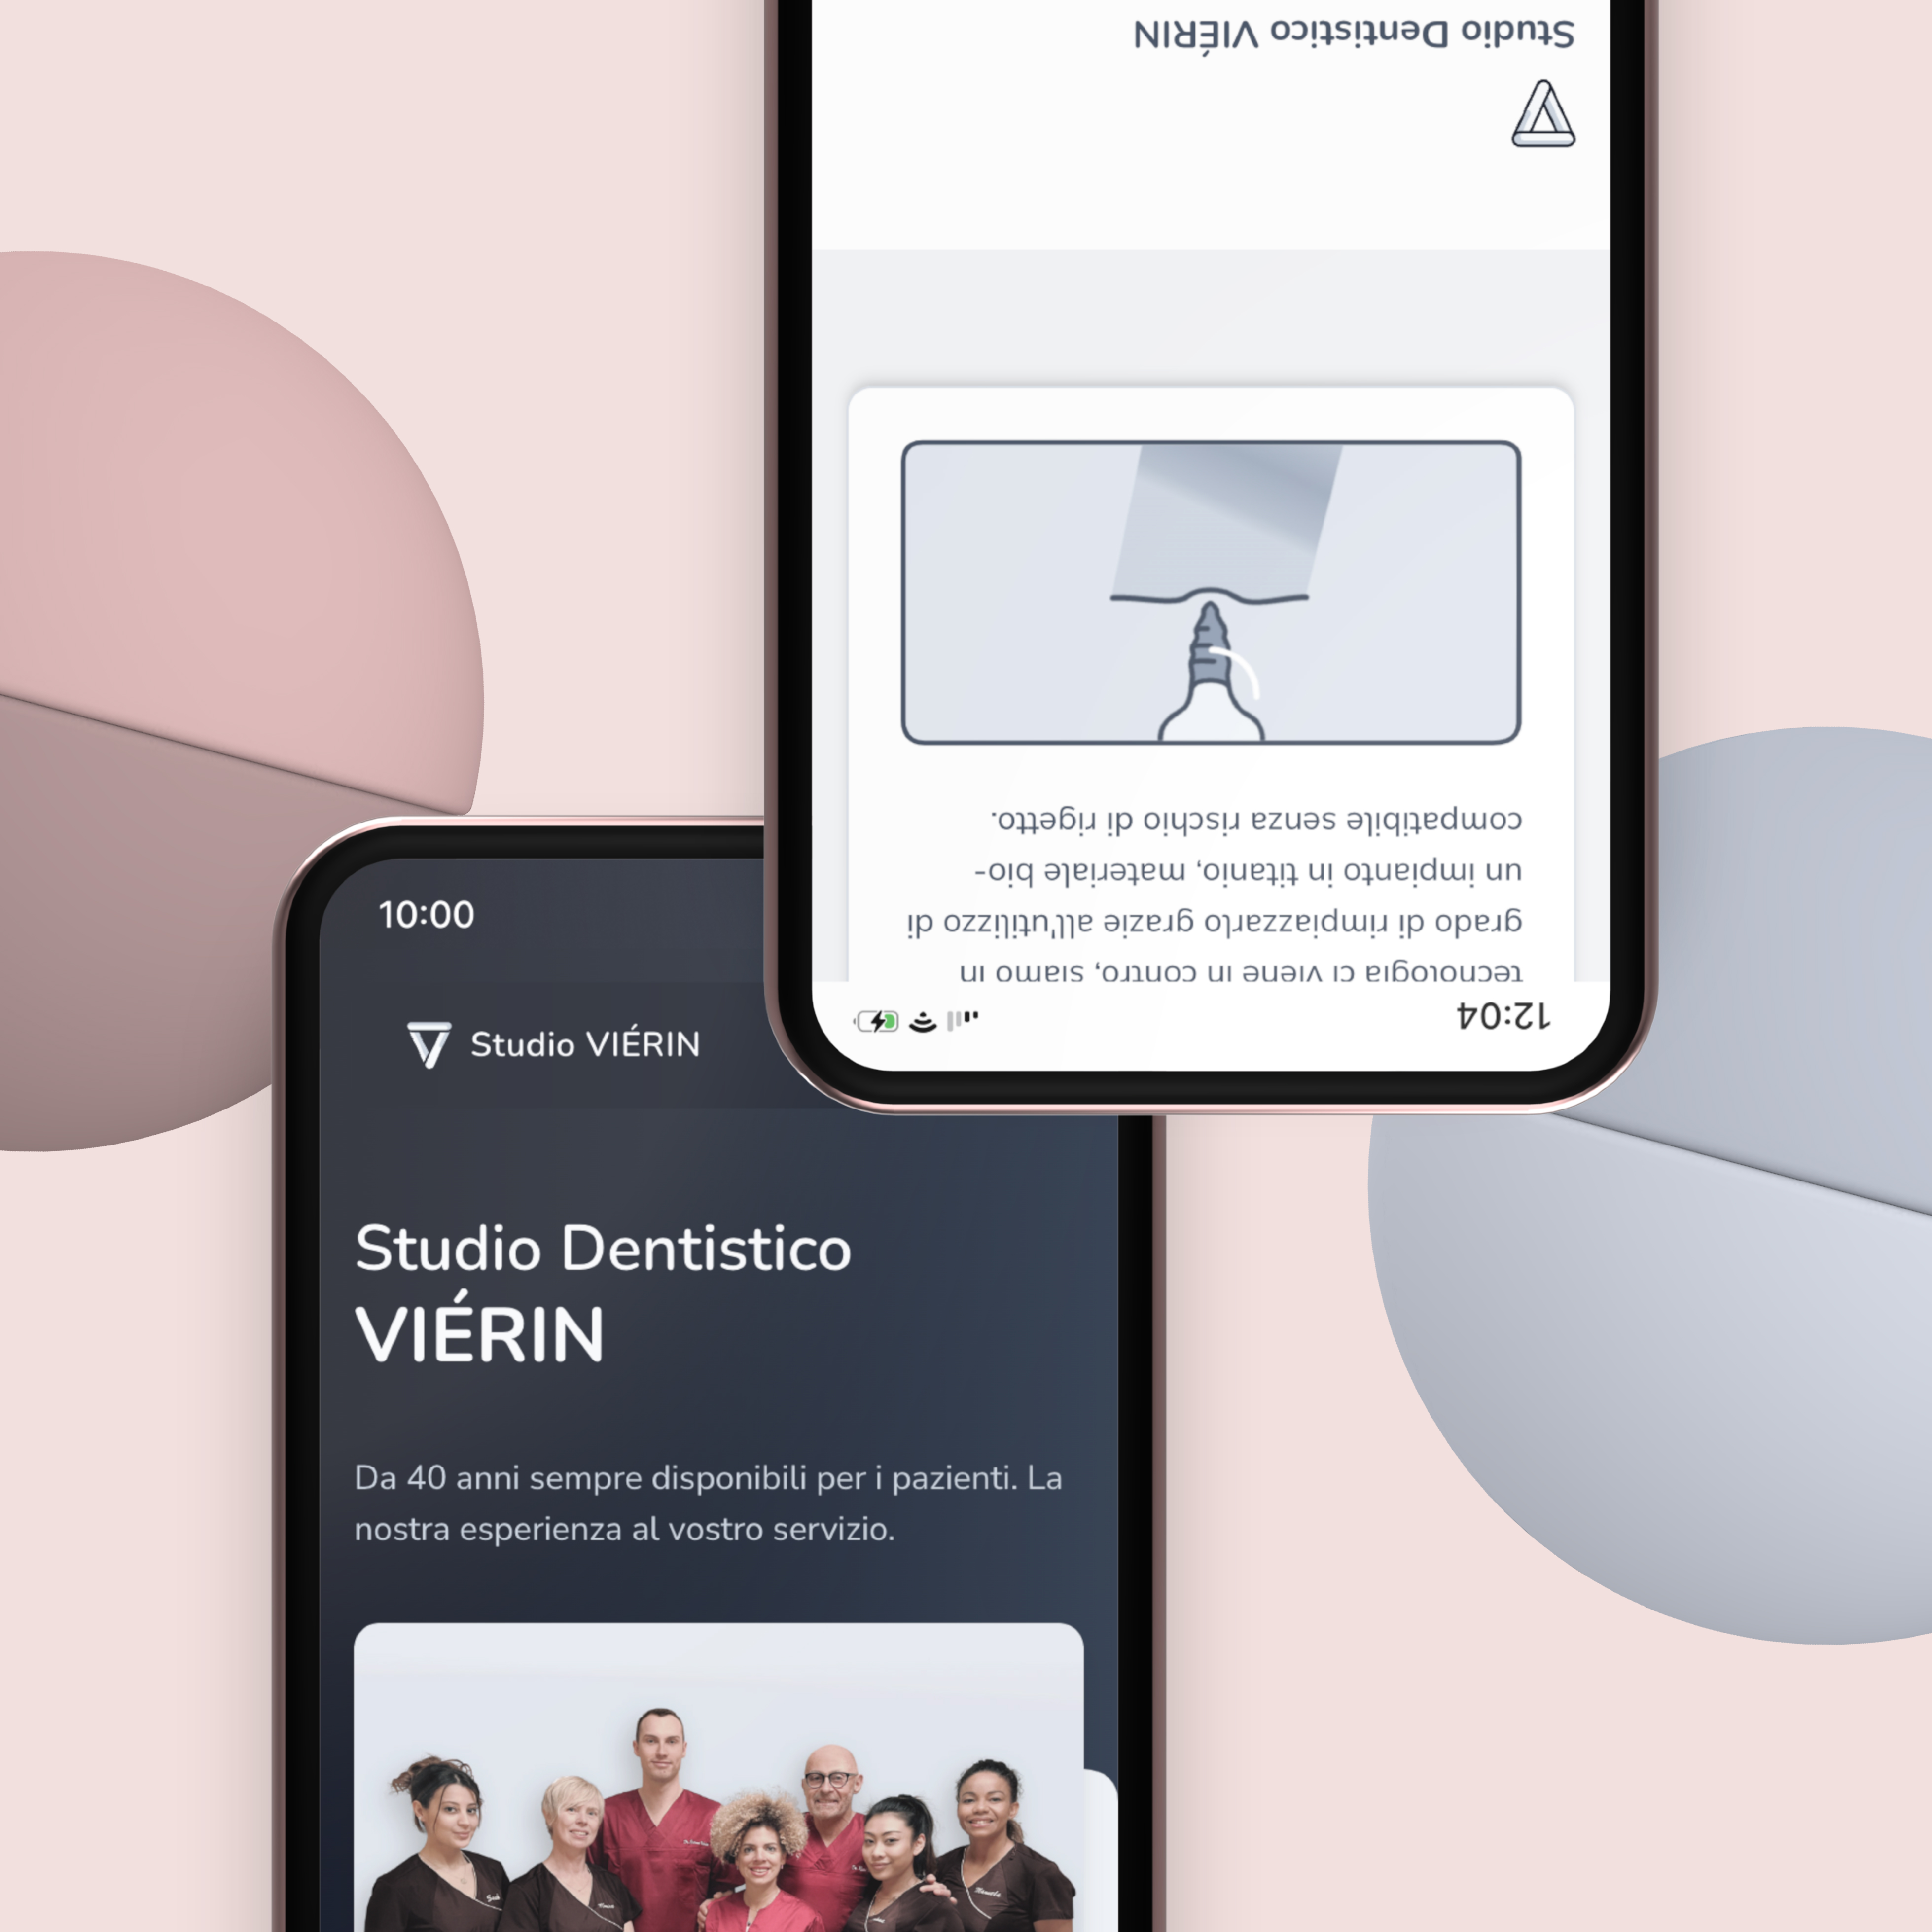 10:00
Studio VIÉRIN
Studio Dentistico
VIÉRIN
Da 40 anni sempre disponibili per i pazienti. La
nostra esperienza al vostro servizio.
12:04
tecnologia ci viene in contro, siamo in
grado di rimpiazzarlo grazie all'utilizzo di
un impianto in titanio, materiale bio-
compatibile senza rischio di rigetto.
Studio Dentistico VIÉRIN